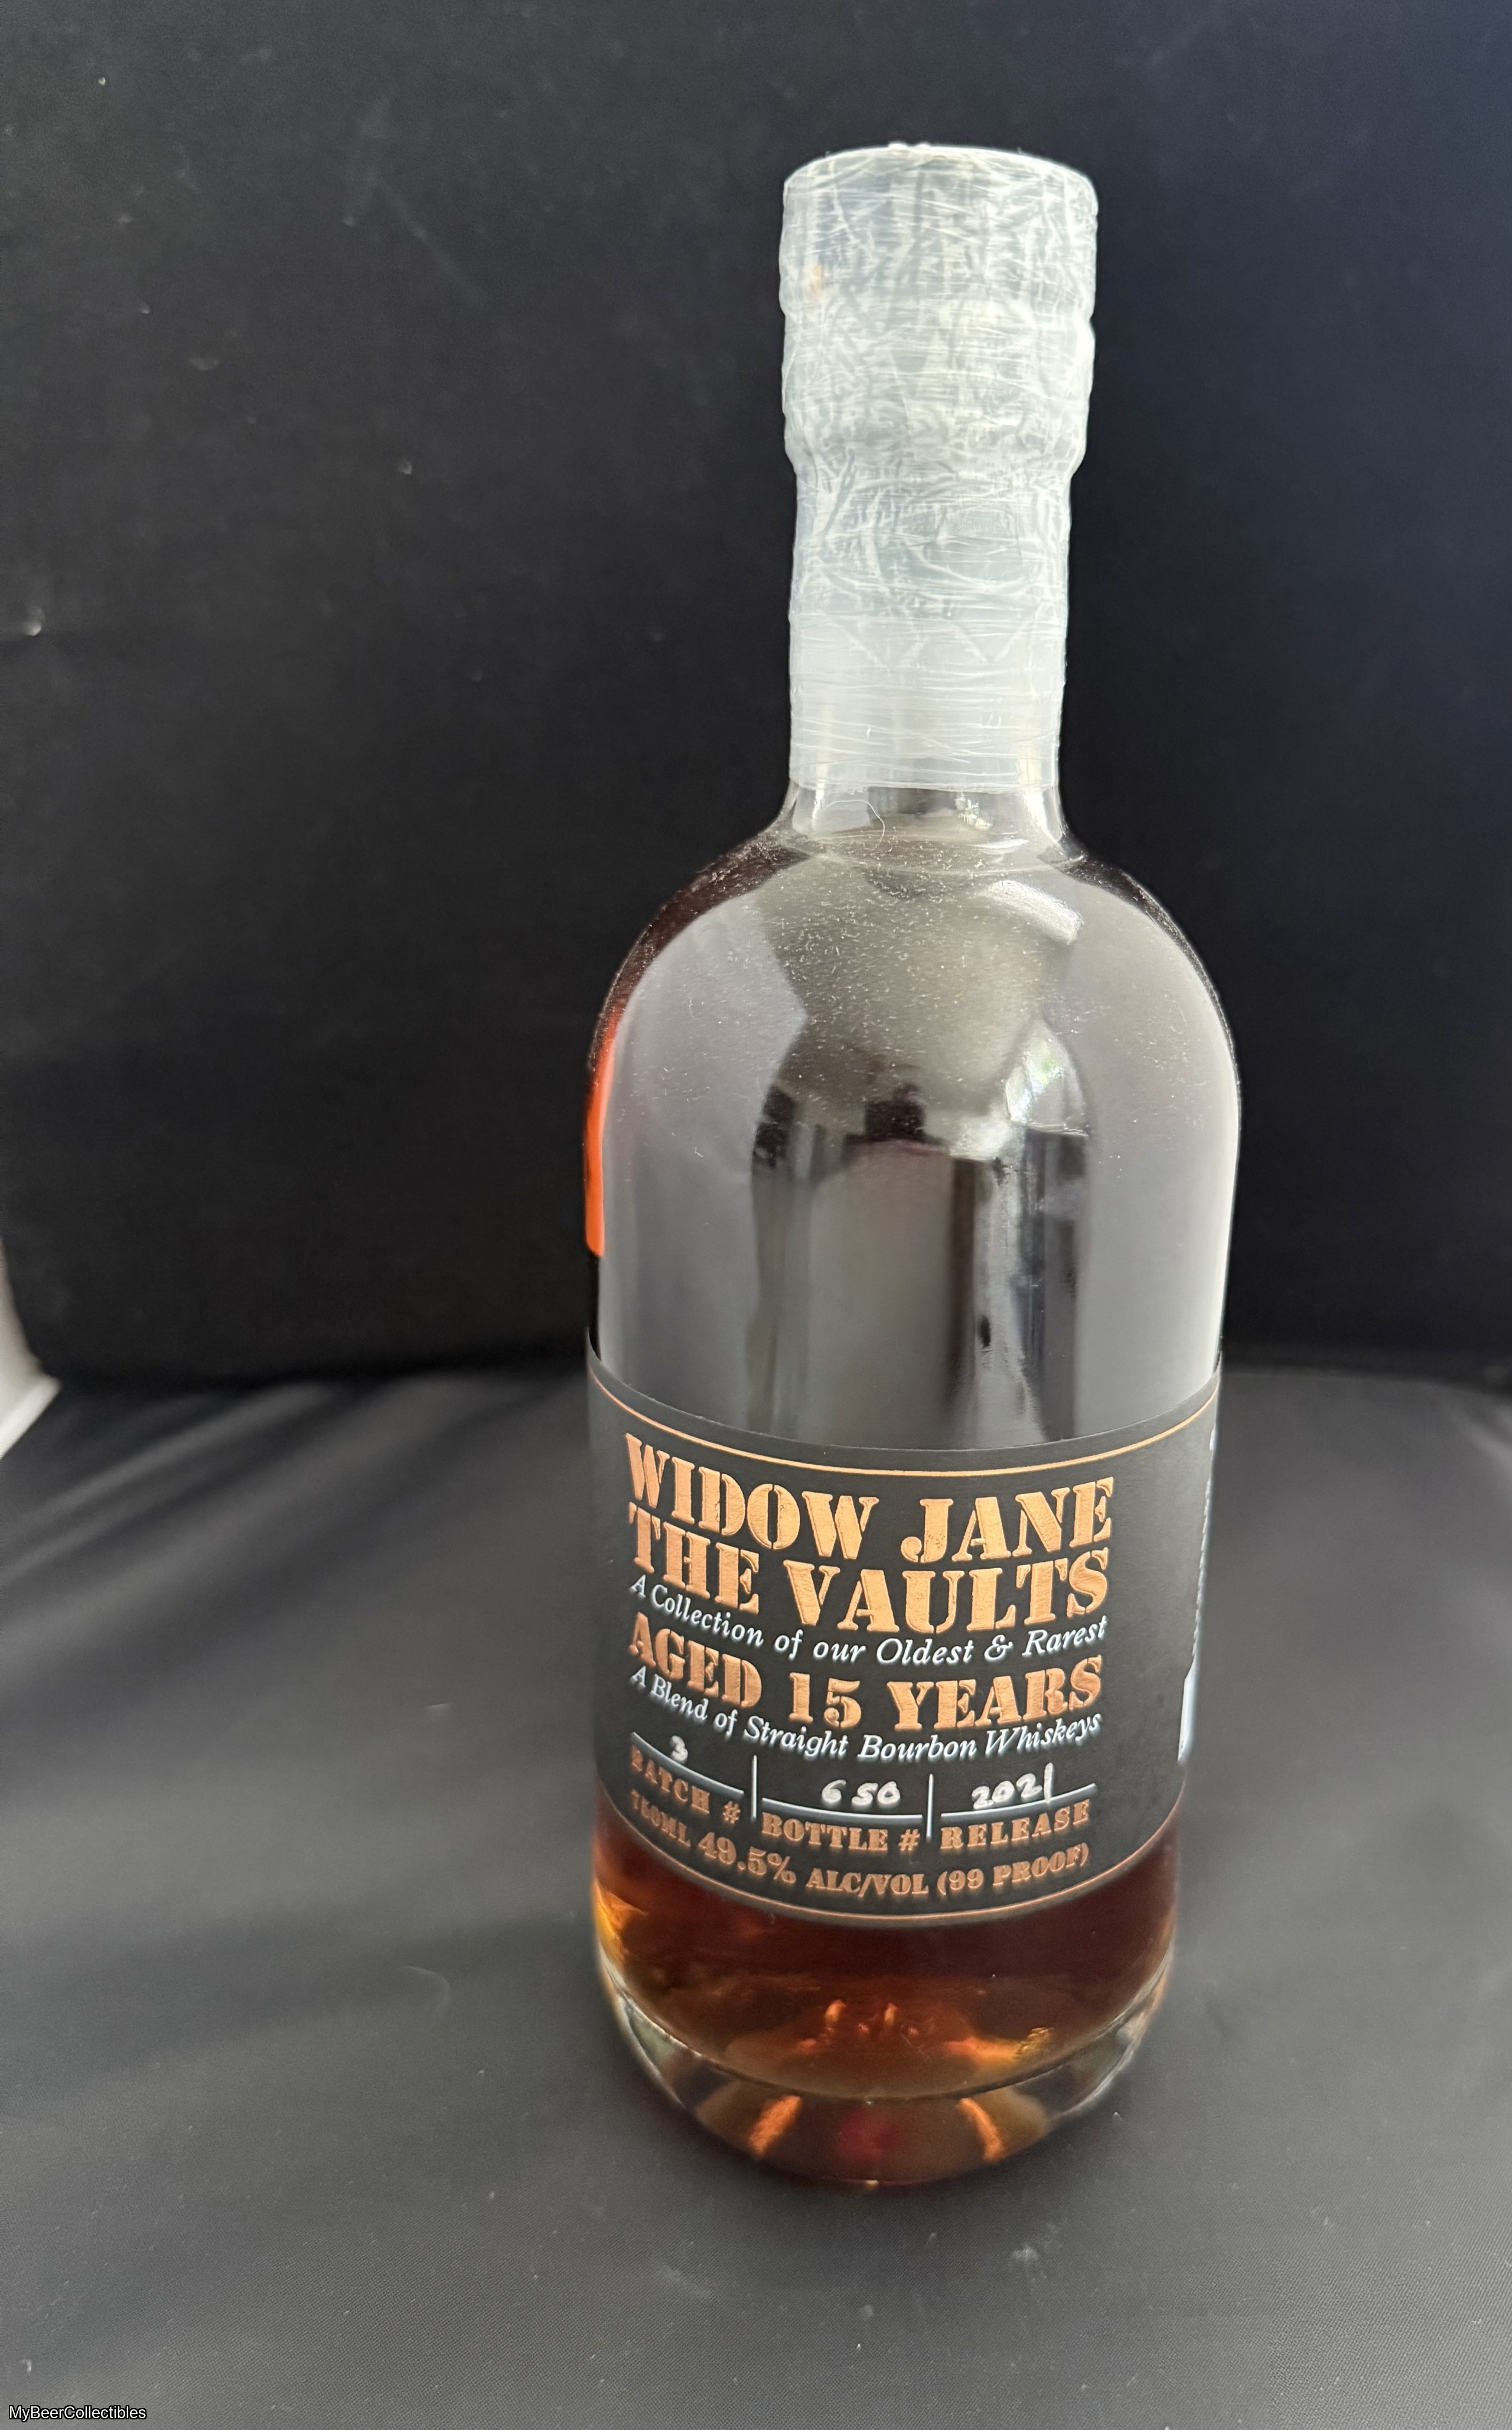 WIDOW JANE
THE VAULTS
A Collection of our Oldest & Rarest
AGED 15 YEARS
A Blend of Straight Bourbon Whiskeys
3 650 2021
BATCH # BOTTLE # RELEASE
750ML 49.5% ALC/VOL (99 PROOF)
MyBeerCollectibles